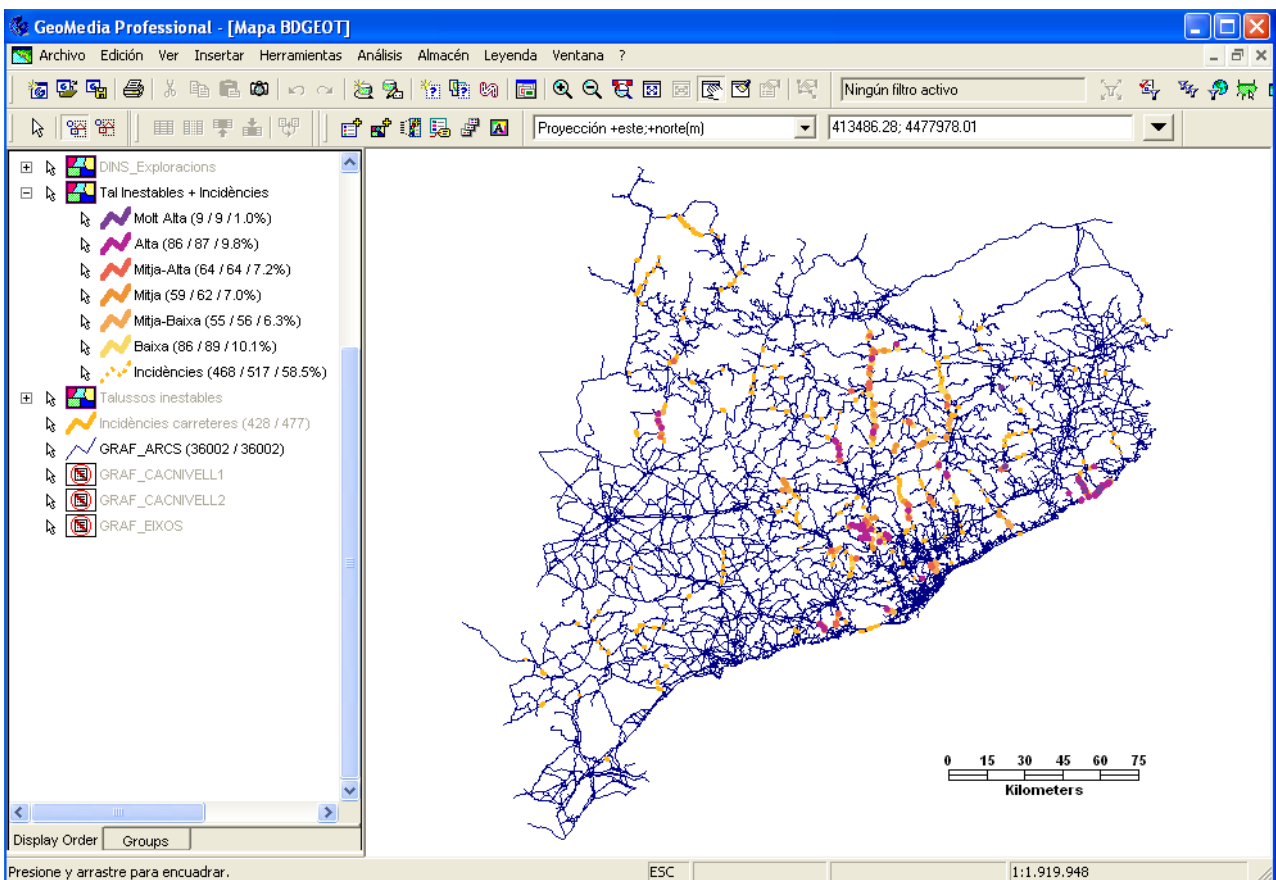 GeoMedia Professional - [Mapa BDGEOT]
Archivo Edición Ver Insertar Herramientas Análisis Almacén Leyenda Ventana ?
Ningún filtro activo
Proyección +este;+norte(m)
413486.28; 4477978.01
DINS_Exploracions
Tal Inestables + Incidències
Molt Alta (9 / 9 / 1.0%)
Alta (86 / 87 / 9.8%)
Mitja-Alta (64 / 64 / 7.2%)
Mitja (59 / 62 / 7.0%)
Mitja-Baixa (55 / 56 / 6.3%)
Baixa (86 / 89 / 10.1%)
Incidències (468 / 517 / 58.5%)
Talussos inestables
Incidències carreteres (428 / 477)
GRAF_ARCS (36002 / 36002)
GRAF_CACNIVELL1
GRAF_CACNIVELL2
GRAF_EIXOS
0 15 30 45 60 75
Kilometers
Display Order Groups
Presione y arrastre para encuadrar.
ESC
1:1.919.948